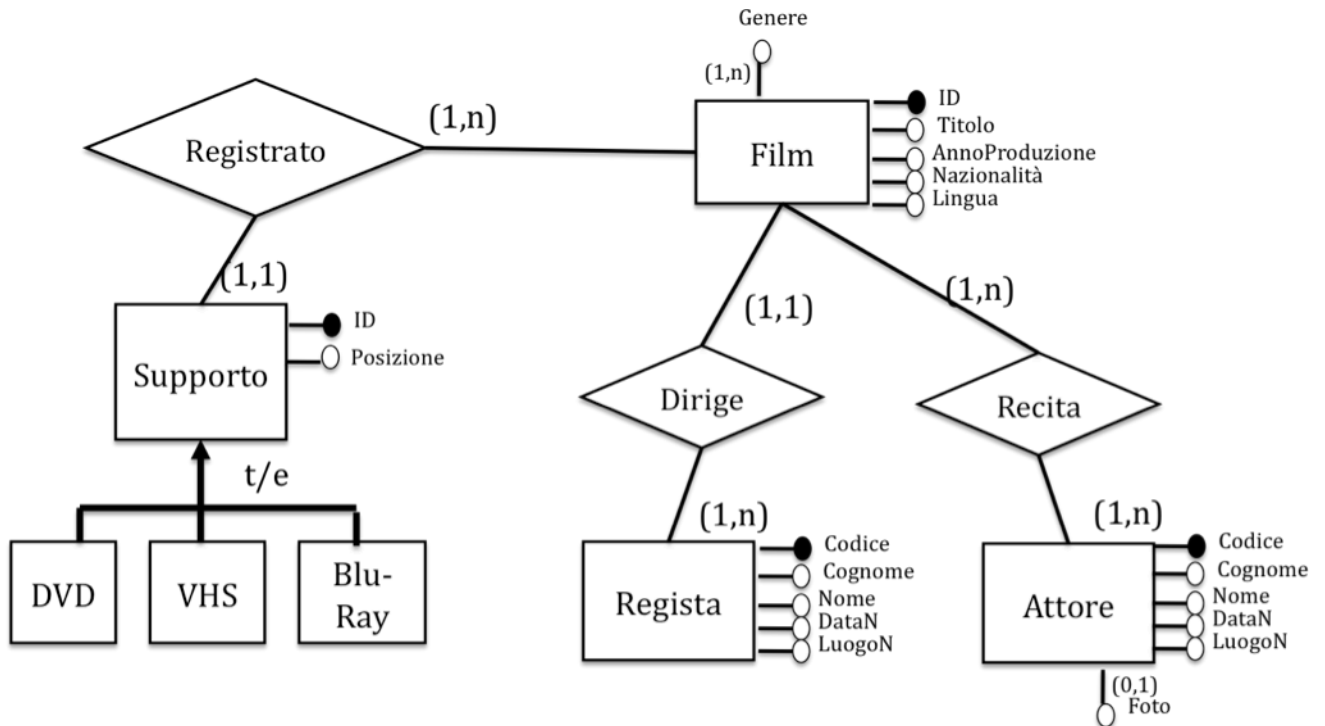 Genere
(1,n)
(1,n)
Registrato
Film
ID
Titolo
AnnoProduzione
Nazionalità
Lingua
(1,1)
Supporto
ID
Posizione
t/e
DVD
VHS
Blu-
Ray
(1,1)
Dirige
(1,n)
Regista
Codice
Cognome
Nome
DataN
LuogoN
(1,n)
Recita
(1,n)
Attore
Codice
Cognome
Nome
DataN
LuogoN
(0,1)
Foto